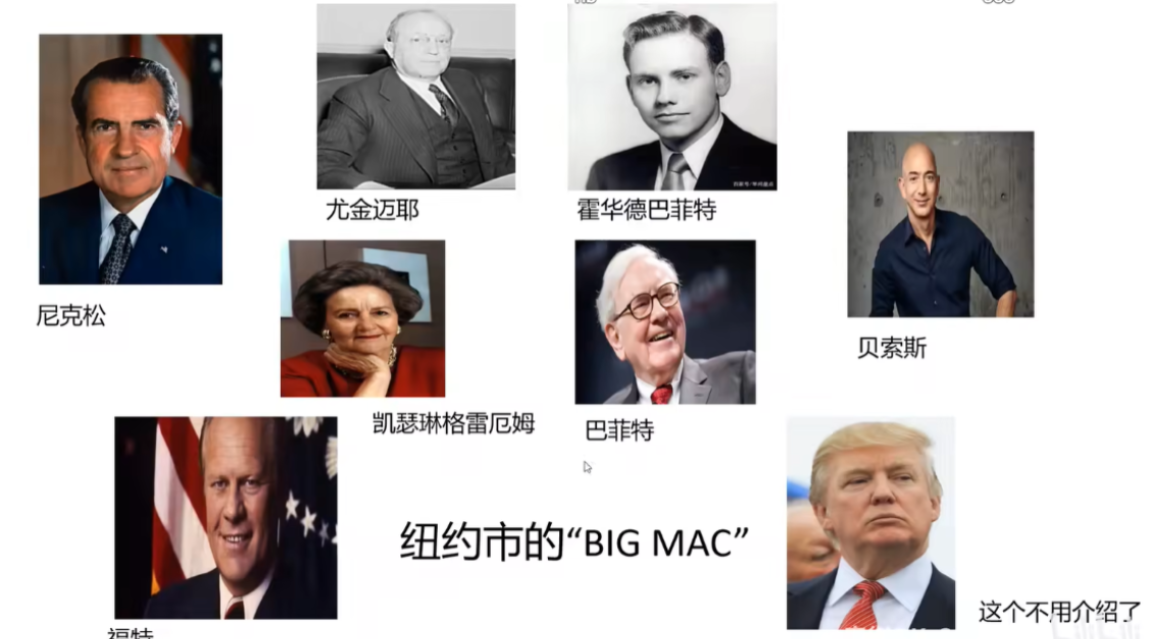 尤金迈耶
霍华德巴菲特
尼克松
贝索斯
凯瑟琳格雷厄姆
巴菲特
纽约市的“BIG MAC”
这个不用介绍了
福特